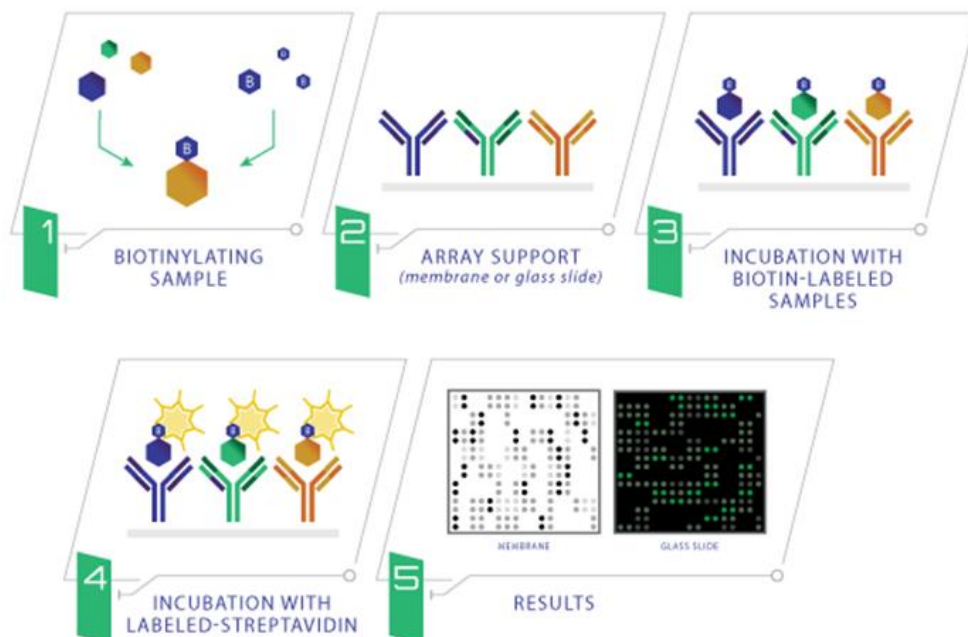 B
B
B
B
1
BIOTINYLATING
SAMPLE
2
ARRAY SUPPORT
(membrane or glass slide)
B
B
B
3
INCUBATION WITH
BIOTIN-LABELED
SAMPLES
B
B
B
4
INCUBATION WITH
LABELED-STREPTAVIDIN
MEMBRANE
GLASS SLIDE
5
RESULTS